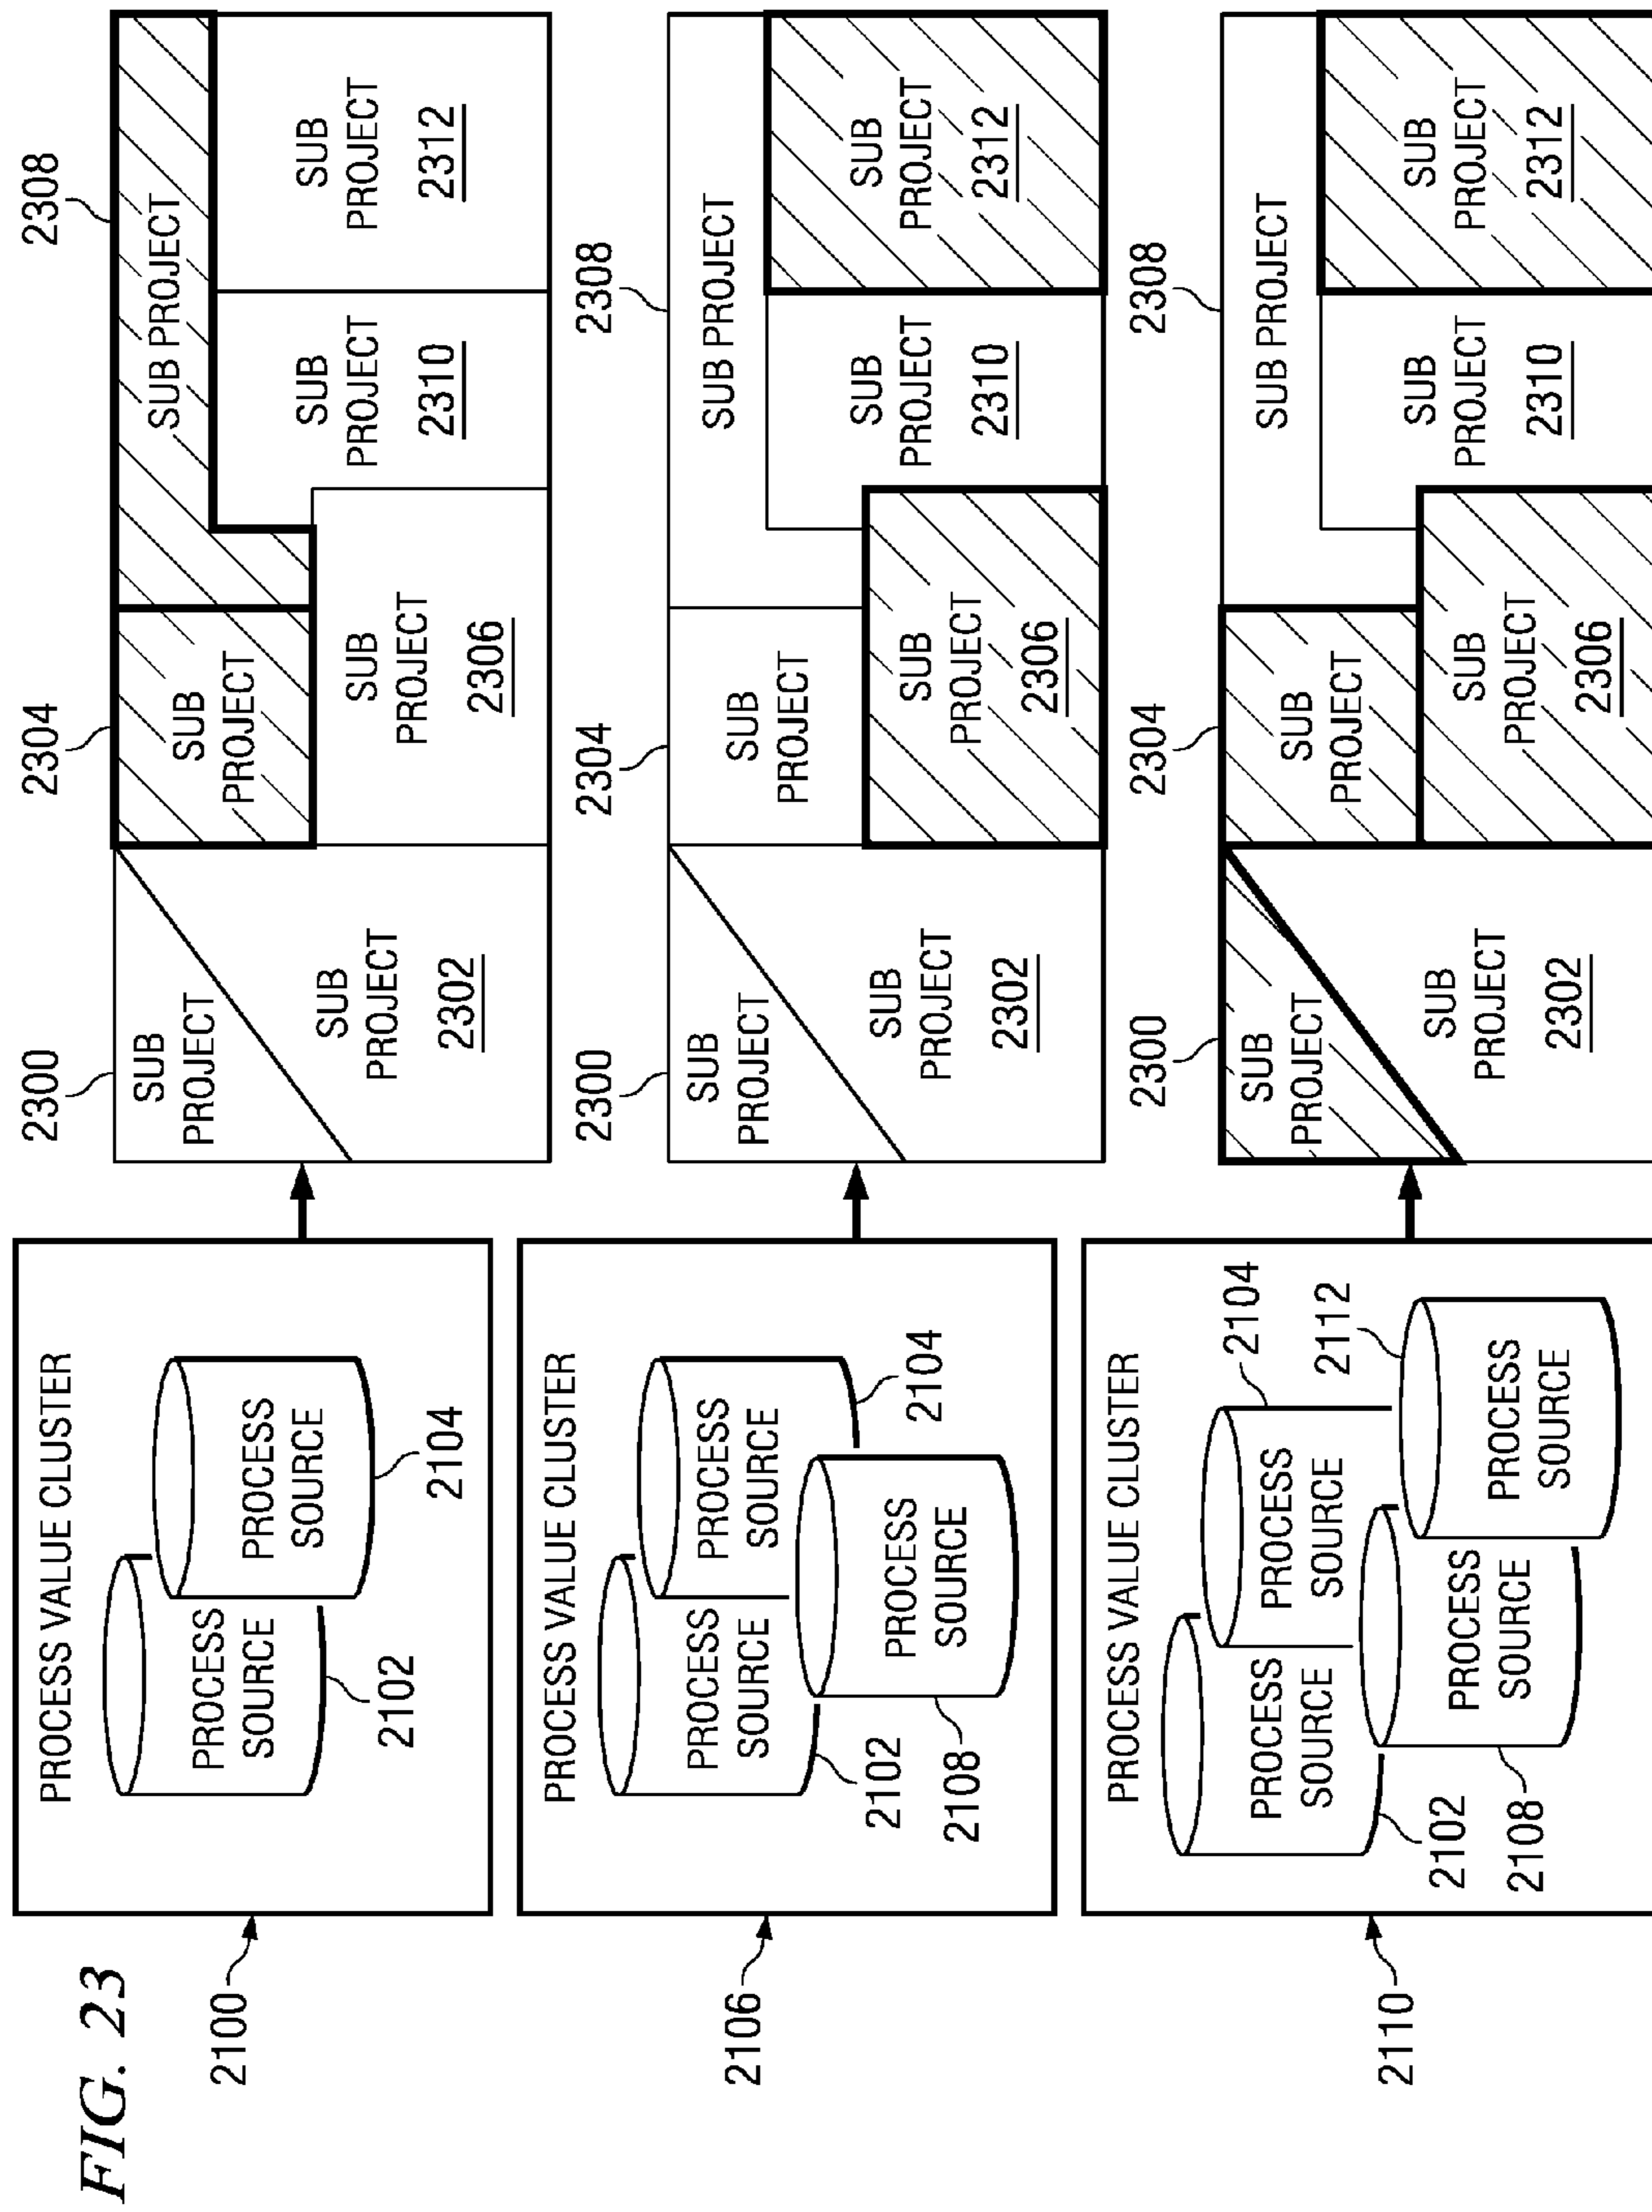 FIG. 23
2100
PROCESS VALUE CLUSTER
PROCESS
SOURCE
2102
PROCESS
SOURCE
2104
2300
SUB
PROJECT
SUB
PROJECT
2302
2304
SUB
PROJECT
SUB
PROJECT
2306
2308
SUB PROJECT
SUB
PROJECT
2310
SUB
PROJECT
2312
2106
PROCESS VALUE CLUSTER
PROCESS
SOURCE
2102
PROCESS
SOURCE
2104
PROCESS
SOURCE
2108
2300
SUB
PROJECT
SUB
PROJECT
2302
2304
SUB
PROJECT
SUB
PROJECT
2306
2308
SUB PROJECT
SUB
PROJECT
2310
SUB
PROJECT
2312
2110
PROCESS VALUE CLUSTER
PROCESS
SOURCE
2102
PROCESS
SOURCE
2104
PROCESS
SOURCE
2108
PROCESS
SOURCE
2112
2300
SUB
PROJECT
SUB
PROJECT
2302
2304
SUB
PROJECT
SUB
PROJECT
2306
2308
SUB PROJECT
SUB
PROJECT
2310
SUB
PROJECT
2312